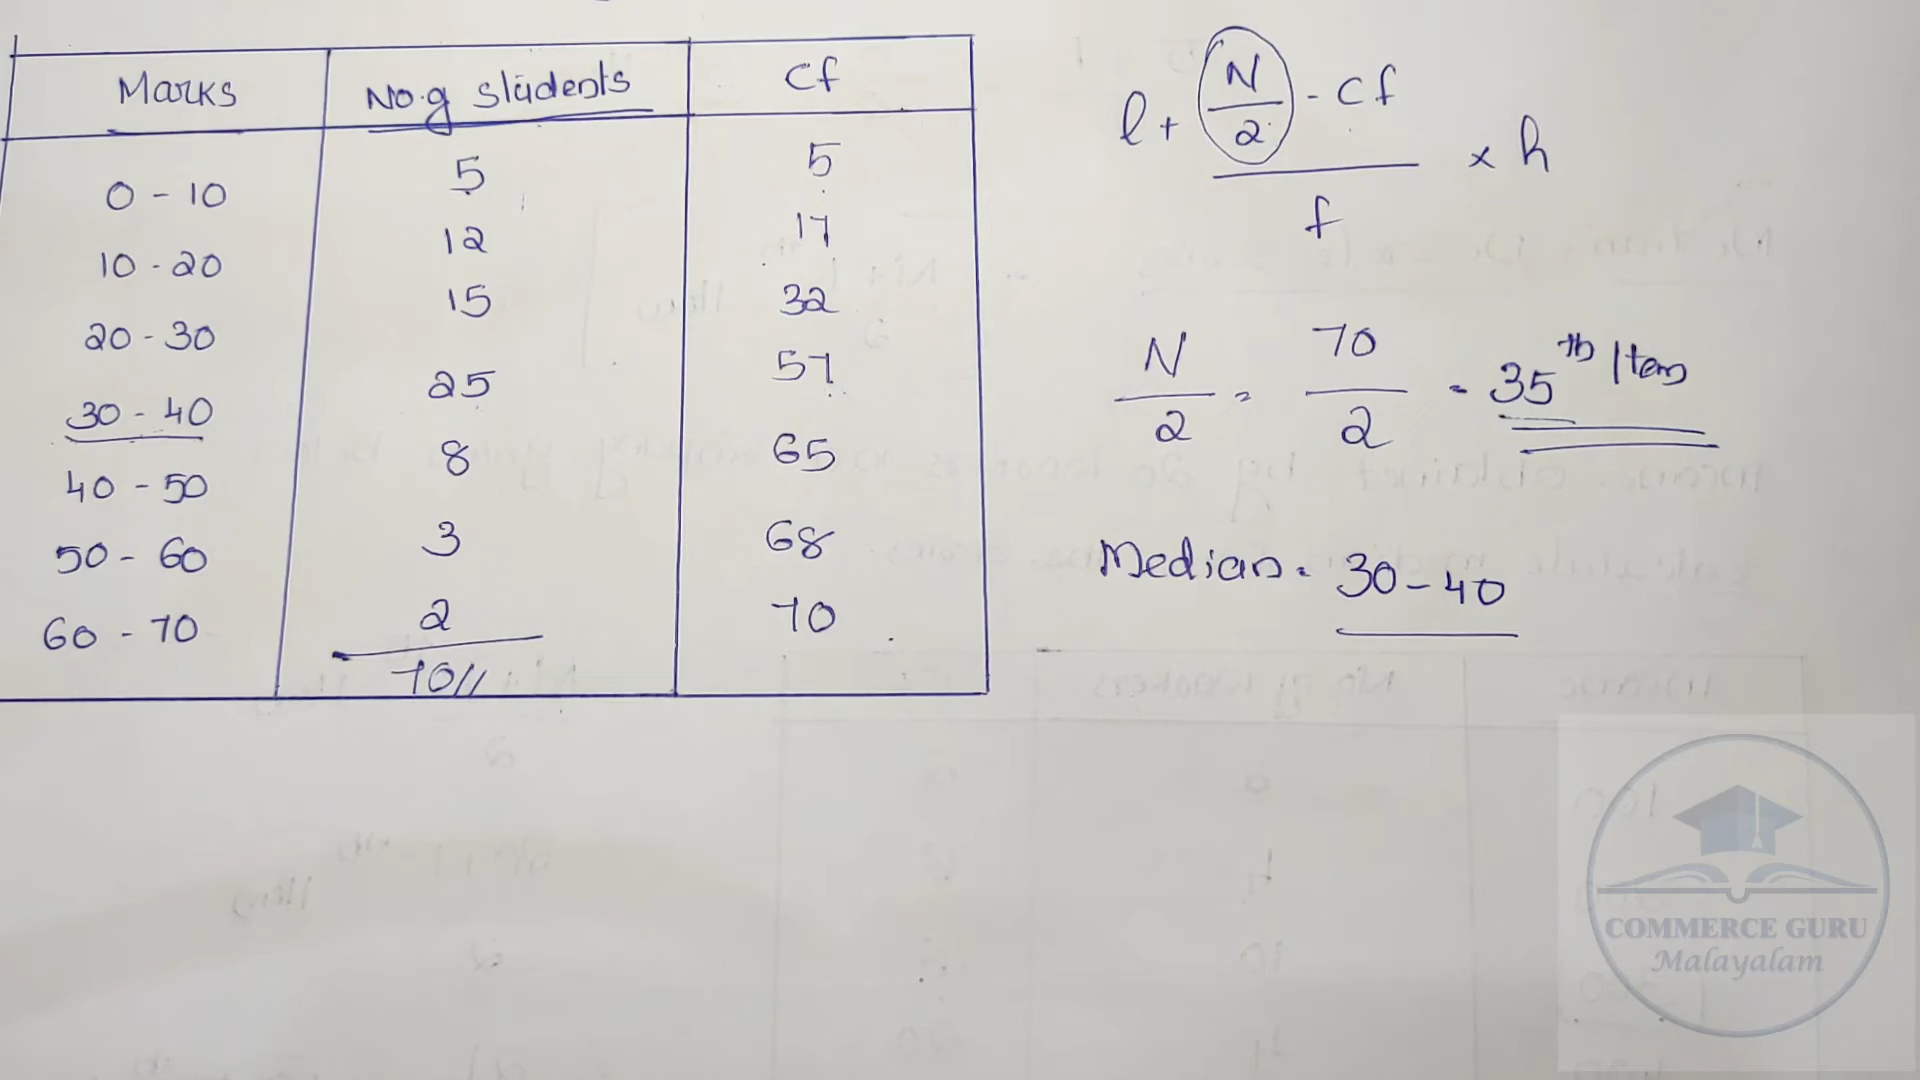 Marks | No. of students | Cf
0 - 10 | 5 | 5
10 - 20 | 12 | 17
20 - 30 | 15 | 32
30 - 40 | 25 | 57
40 - 50 | 8 | 65
50 - 60 | 3 | 68
60 - 70 | 2 | 70
70//
l + (N/2 - cf)/f × h
N/2 = 70/2 = 35th Item
Median = 30 - 40
COMMERCE GURU
Malayalam